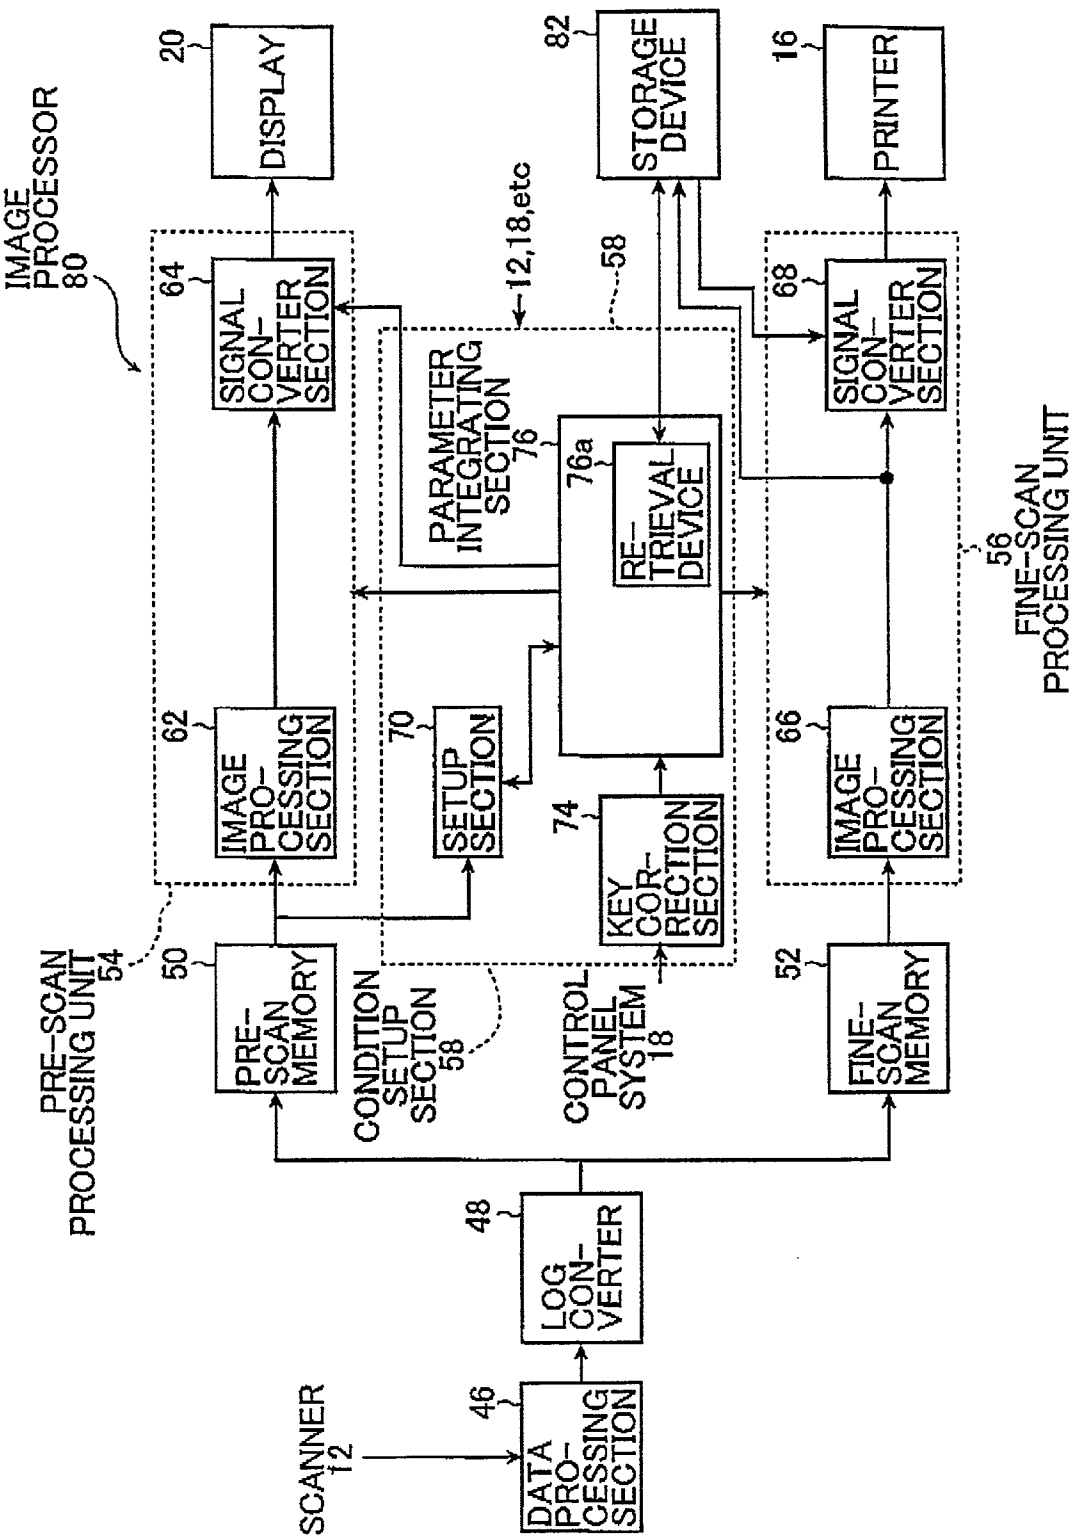 IMAGE
PROCESSOR
80
PRE-SCAN
PROCESSING UNIT
54
SCANNER
12
46
DATA
PRO-
CESSING
SECTION
48
LOG
CON-
VERTER
50
PRE-
SCAN
MEMORY
62
IMAGE
PRO-
CESSING
SECTION
64
SIGNAL
CON-
VERTER
SECTION
20
DISPLAY
CONDITION
SETUP
SECTION
58
70
SETUP
SECTION
PARAMETER
INTEGRATING
SECTION
76
76a
RE-
TRIEVAL
DEVICE
12,18,etc
58
CONTROL
PANEL
SYSTEM
18
74
KEY
COR-
RECTION
SECTION
82
STORAGE
DEVICE
52
FINE-
SCAN
MEMORY
66
IMAGE
PRO-
CESSING
SECTION
68
SIGNAL
CON-
VERTER
SECTION
16
PRINTER
56
FINE-SCAN
PROCESSING UNIT